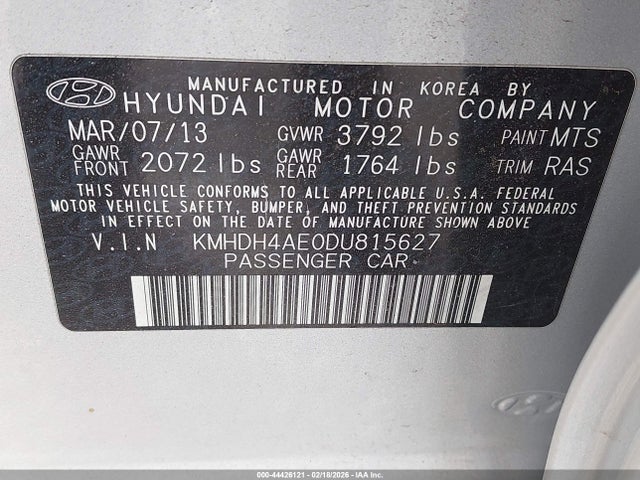 MANUFACTURED IN KOREA BY
HYUNDAI MOTOR COMPANY
MAR/07/13 GVWR 3792 lbs PAINT MTS
GAWR FRONT 2072 lbs GAWR REAR 1764 lbs TRIM RAS
THIS VEHICLE CONFORMS TO ALL APPLICABLE U.S.A. FEDERAL
MOTOR VEHICLE SAFETY, BUMPER, AND THEFT PREVENTION STANDARDS
IN EFFECT ON THE DATE OF MANUFACTURE SHOWN ABOVE
V.I.N KMHDH4AE0DU815627
PASSENGER CAR
000-44426121 - 02/18/2026 - IAA Inc.